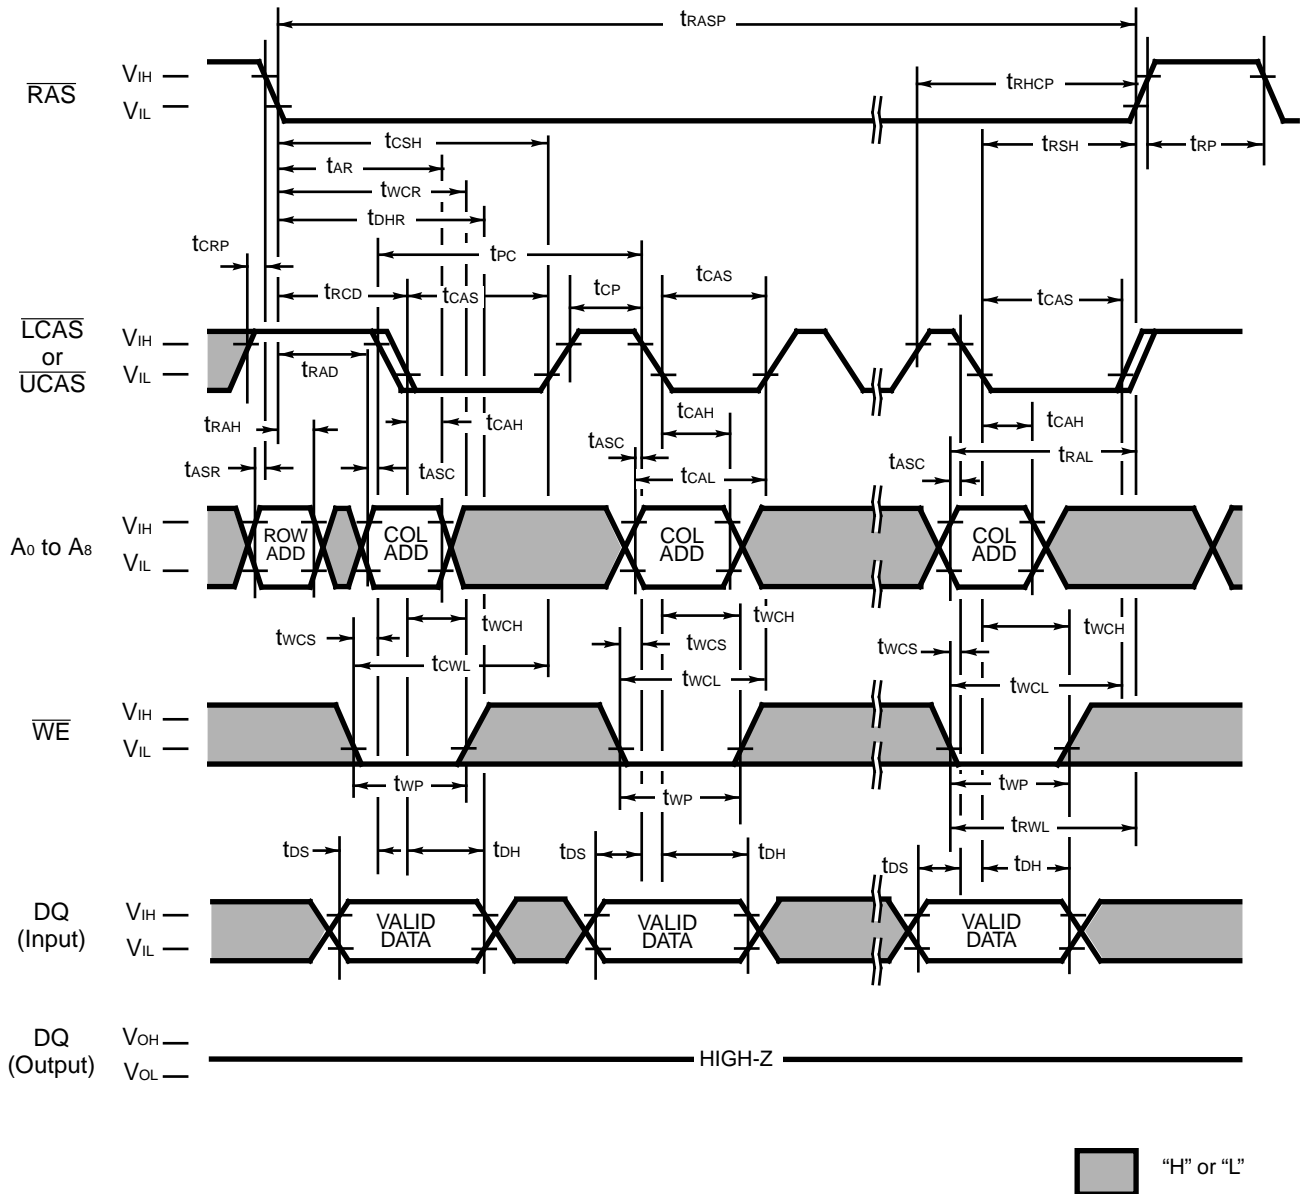 tRASP
RAS
VIH
VIL
tRHCP
tCSH
tRSH
tRP
tAR
tWCR
tDHR
tCRP
tPC
tRCD
tCAS
tCP
tCAS
tCAS
LCAS
or
UCAS
VIH
VIL
tRAD
tRAH
tCAH
tCAH
tCAH
tASR
tASC
tASC
tCAL
tASC
tRAL
A0 to A8
VIH
VIL
ROW
ADD
COL
ADD
COL
ADD
COL
ADD
tWCH
tWCH
tWCH
tWCS
tWCS
tWCS
tCWL
tWCL
tWCL
WE
VIH
VIL
tWP
tWP
tWP
tRWL
tDS
tDH
tDS
tDH
tDS
tDH
DQ
(Input)
VIH
VIL
VALID
DATA
VALID
DATA
VALID
DATA
DQ
(Output)
VOH
VOL
HIGH-Z
“H” or “L”